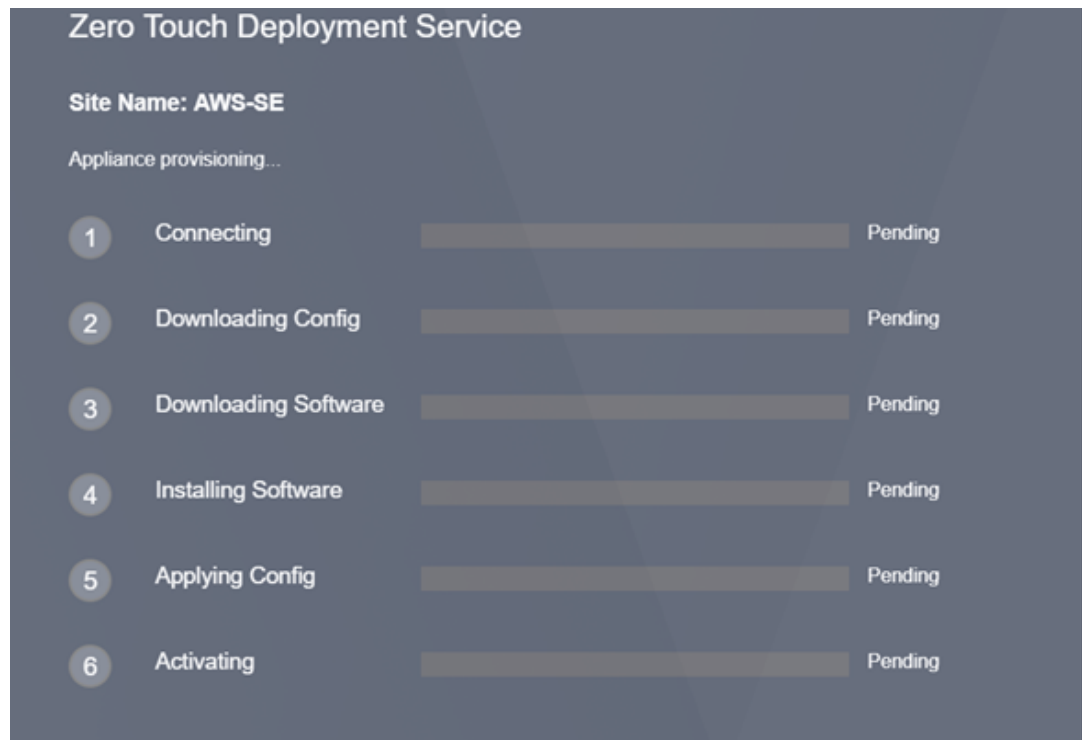 Zero Touch Deployment Service
Site Name: AWS-SE
Appliance provisioning...
1 Connecting Pending
2 Downloading Config Pending
3 Downloading Software Pending
4 Installing Software Pending
5 Applying Config Pending
6 Activating Pending